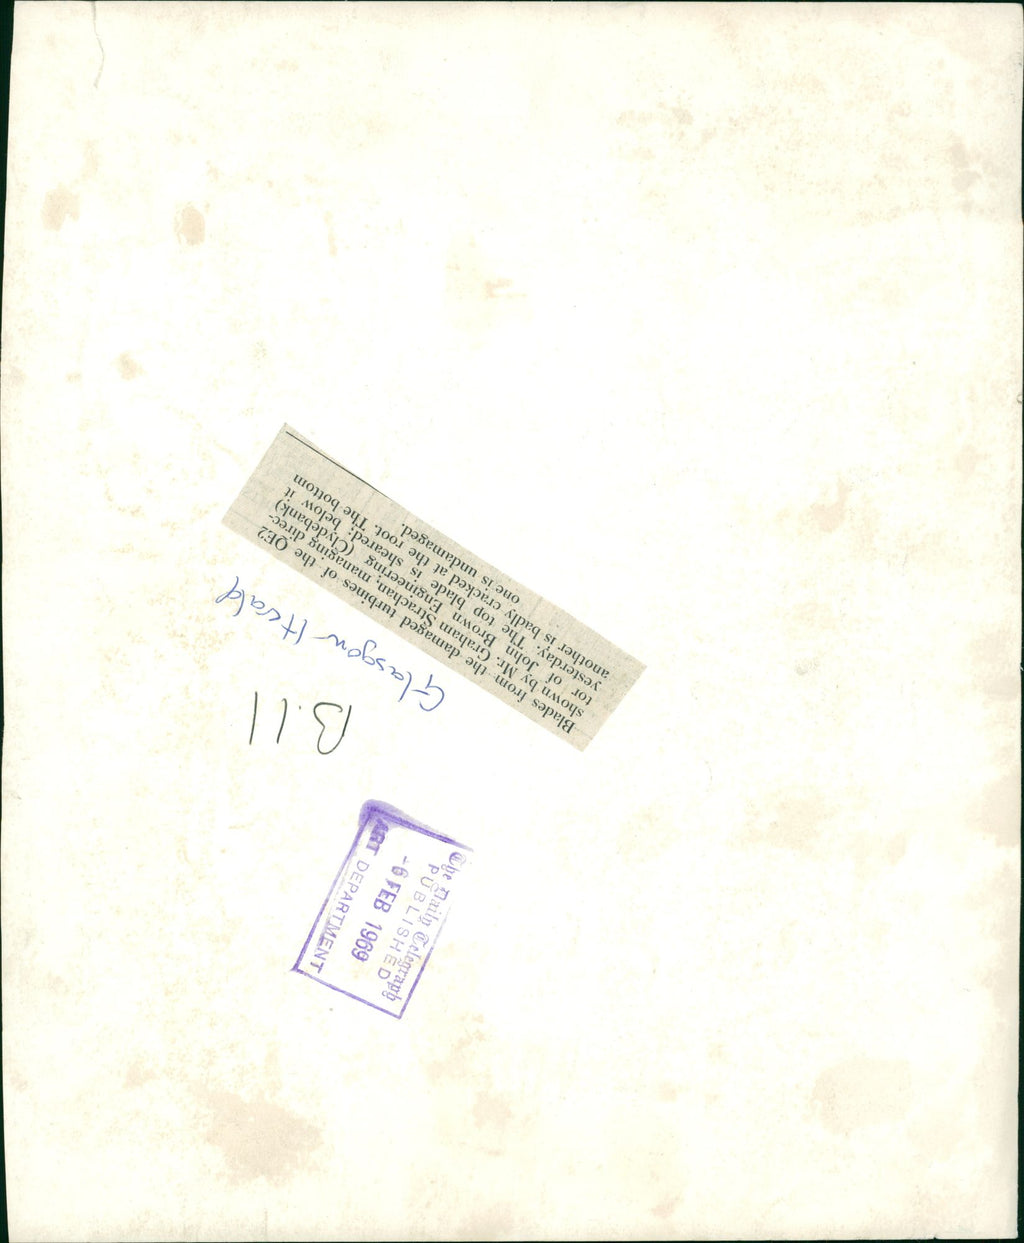 Blades from the damaged turbines of the QE2
shown by Mr. Graham Strachan, managing direc-
tor of John Brown Engineering (Clydebank)
yesterday. The top blade is sheared; below it
another is badly cracked at the root. The bottom
one is undamaged.
Glasgow Herald
B.11
The Daily Telegraph
PUBLISHED
-6 FEB 1969
ART DEPARTMENT